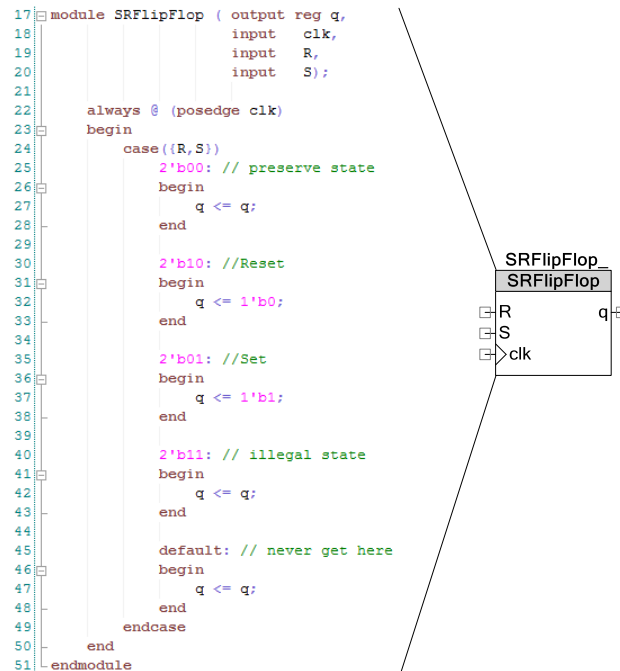 17 module SRFlipFlop ( output reg q,
18 input clk,
19 input R,
20 input S);
21
22 always @ (posedge clk)
23 begin
24 case({R,S})
25 2'b00: // preserve state
26 begin
27 q <= q;
28 end
29
30 2'b10: //Reset
31 begin
32 q <= 1'b0;
33 end
34
35 2'b01: //Set
36 begin
37 q <= 1'b1;
38 end
39
40 2'b11: // illegal state
41 begin
42 q <= q;
43 end
44
45 default: // never get here
46 begin
47 q <= q;
48 end
49 endcase
50 end
51 endmodule
SRFlipFlop_
SRFlipFlop
R q
S
clk